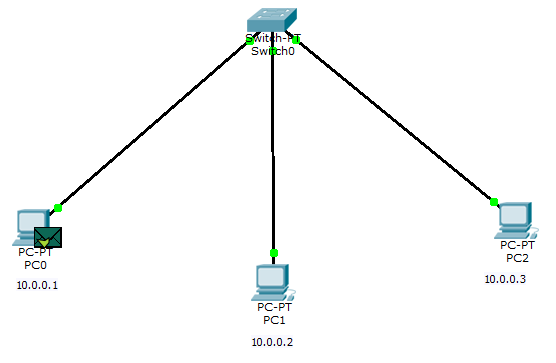 Switch-PT
Switch0
PC-PT
PC0
10.0.0.1
PC-PT
PC1
10.0.0.2
PC-PT
PC2
10.0.0.3